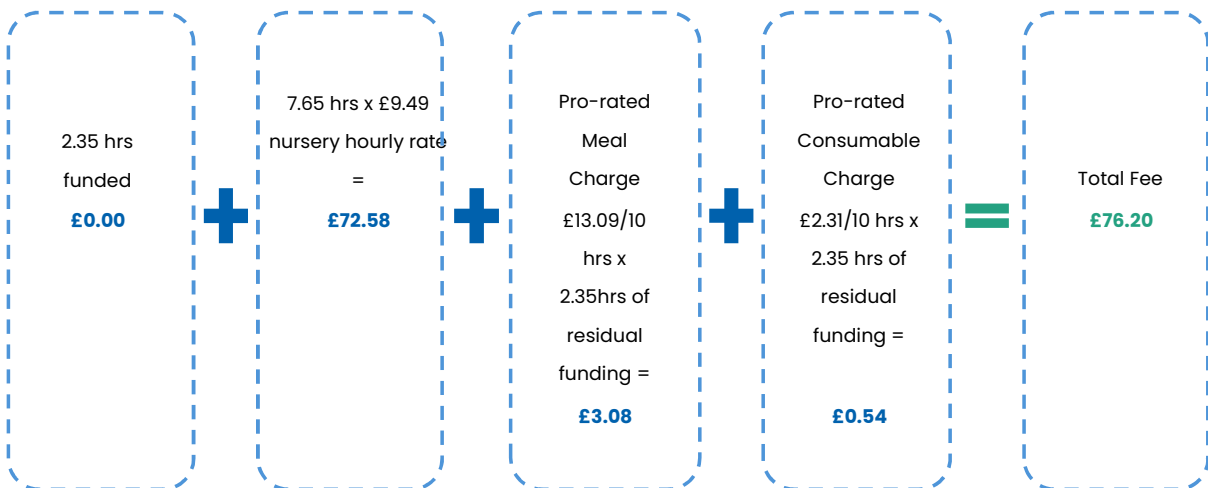 2.35 hrs
funded
£0.00
7.65 hrs x £9.49
nursery hourly rate
=
£72.58
Pro-rated
Meal
Charge
£13.09/10
hrs x
2.35hrs of
residual
funding =
£3.08
Pro-rated
Consumable
Charge
£2.31/10 hrs x
2.35 hrs of
residual
funding =
£0.54
Total Fee
£76.20